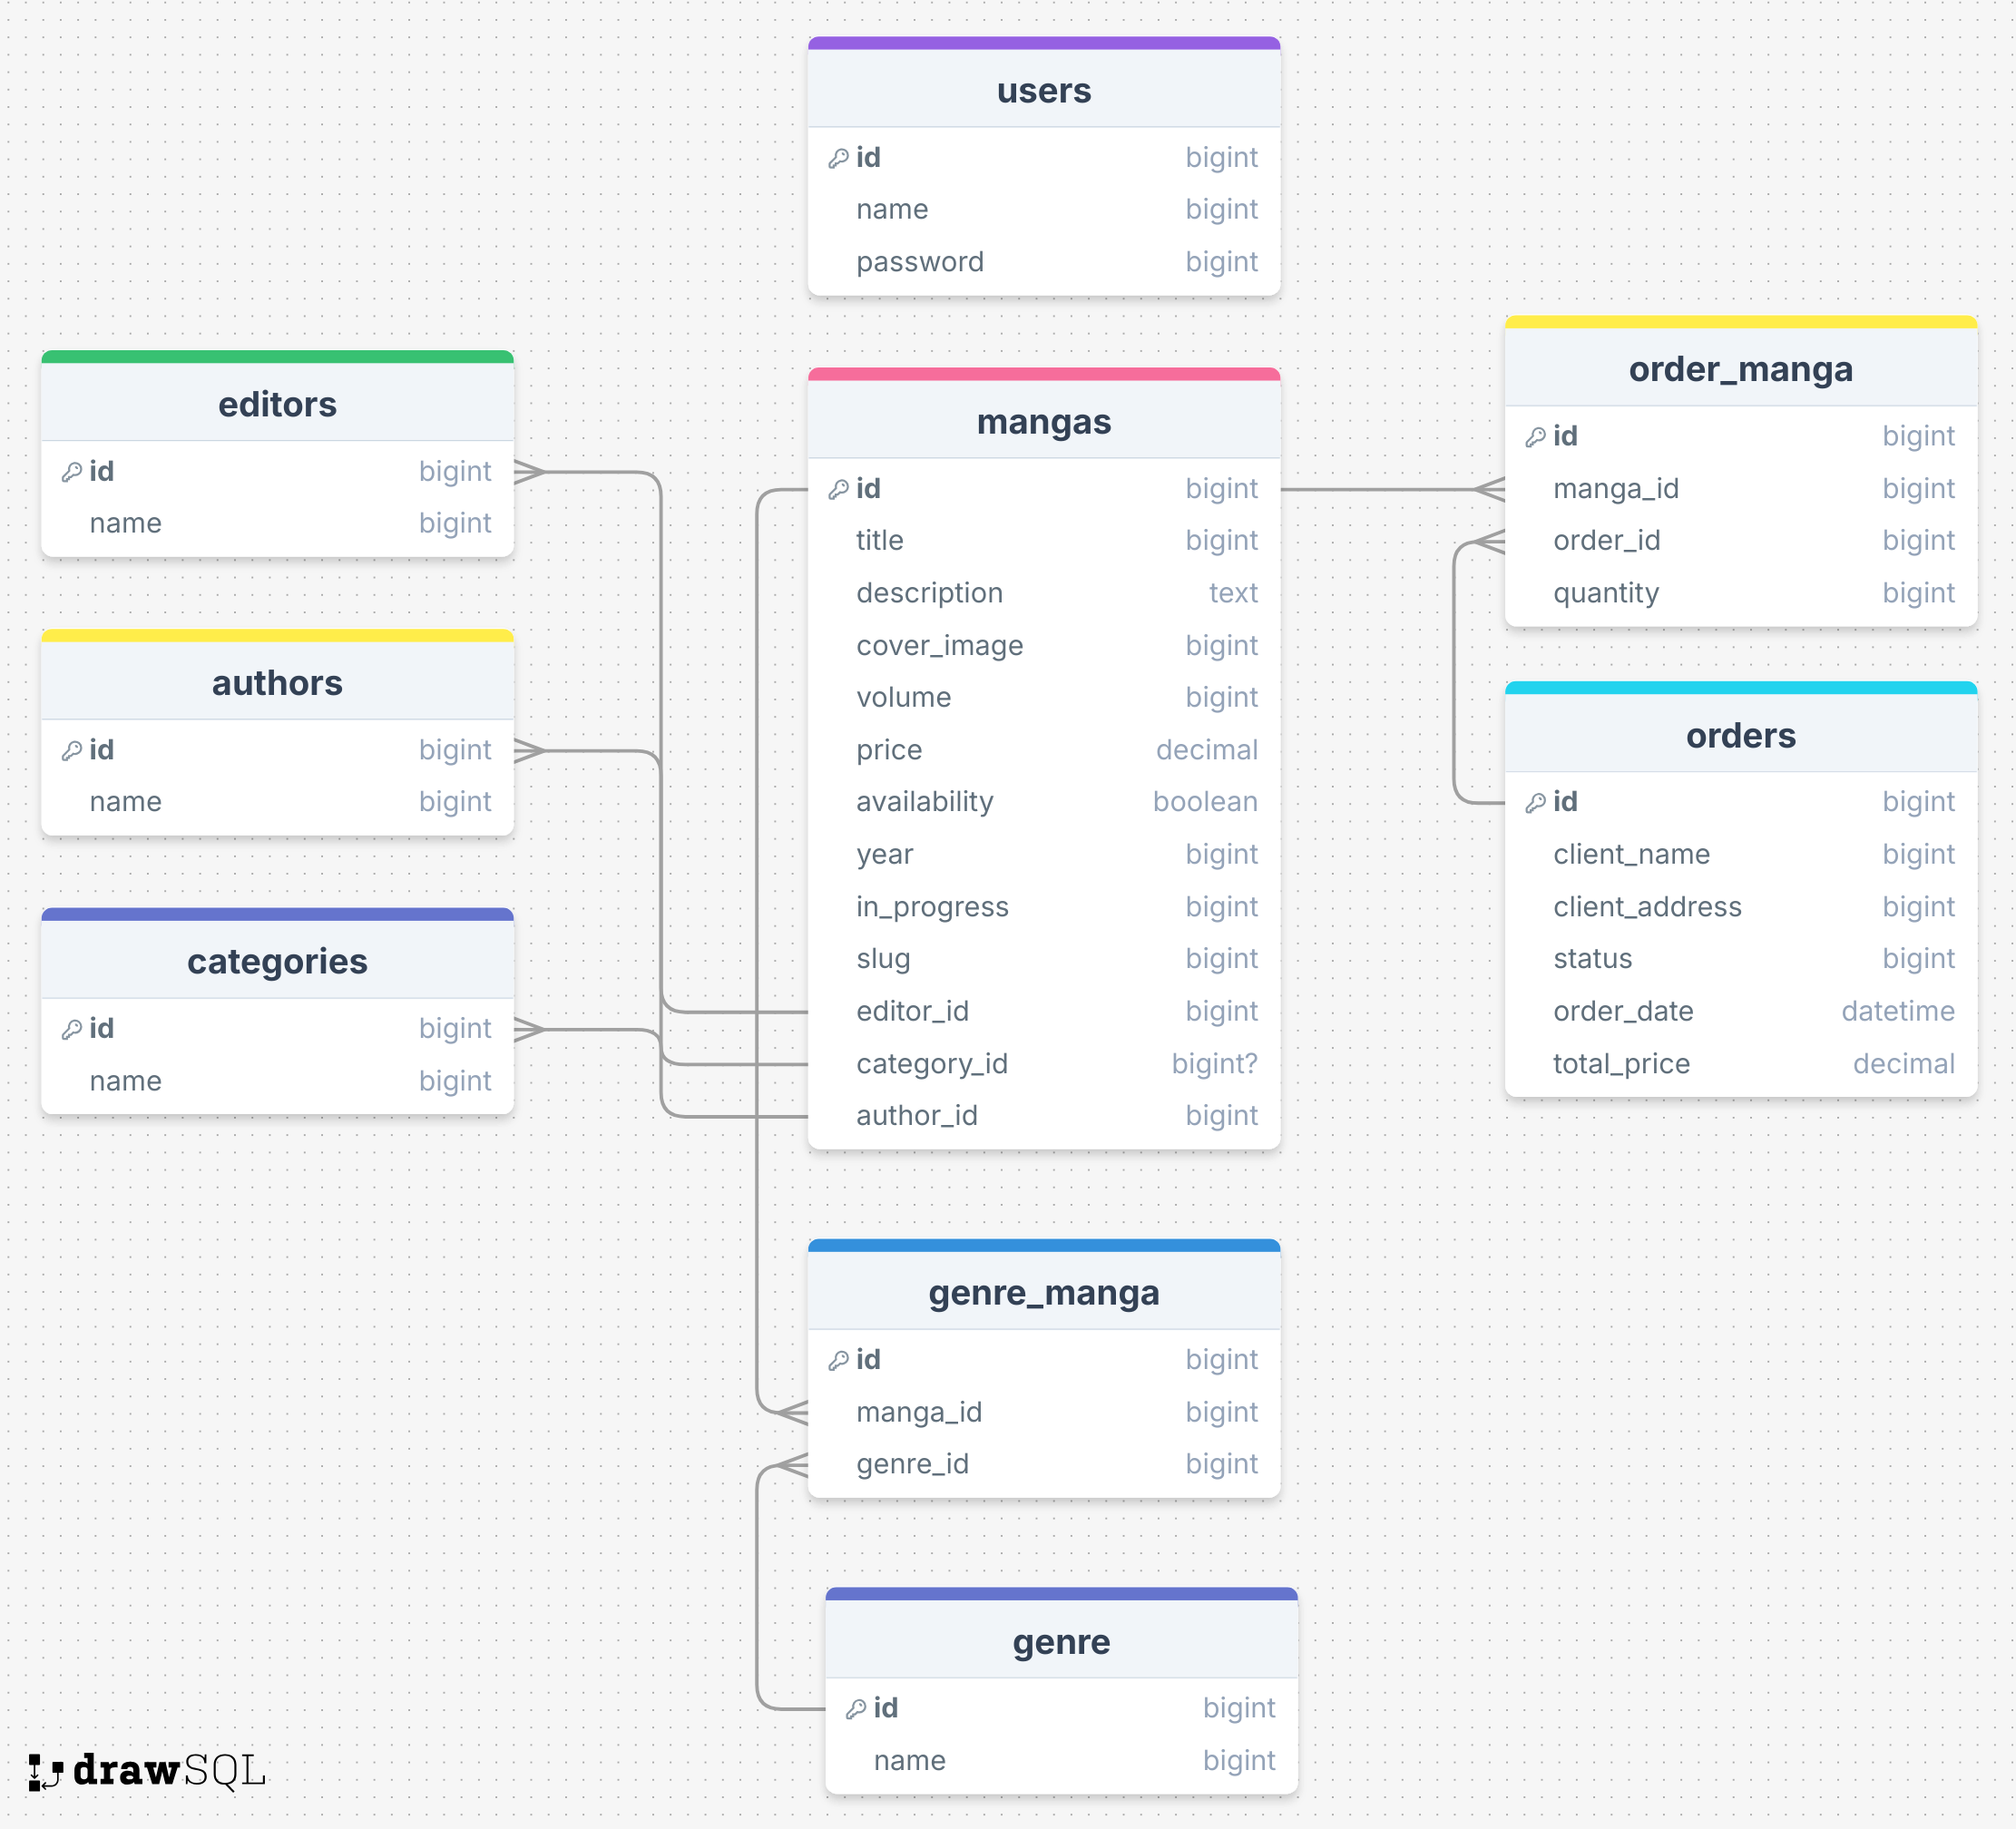 users
id bigint
name bigint
password bigint
editors
id bigint
name bigint
authors
id bigint
name bigint
categories
id bigint
name bigint
mangas
id bigint
title bigint
description text
cover_image bigint
volume bigint
price decimal
availability boolean
year bigint
in_progress bigint
slug bigint
editor_id bigint
category_id bigint?
author_id bigint
order_manga
id bigint
manga_id bigint
order_id bigint
quantity bigint
orders
id bigint
client_name bigint
client_address bigint
status bigint
order_date datetime
total_price decimal
genre_manga
id bigint
manga_id bigint
genre_id bigint
genre
id bigint
name bigint
drawSQL